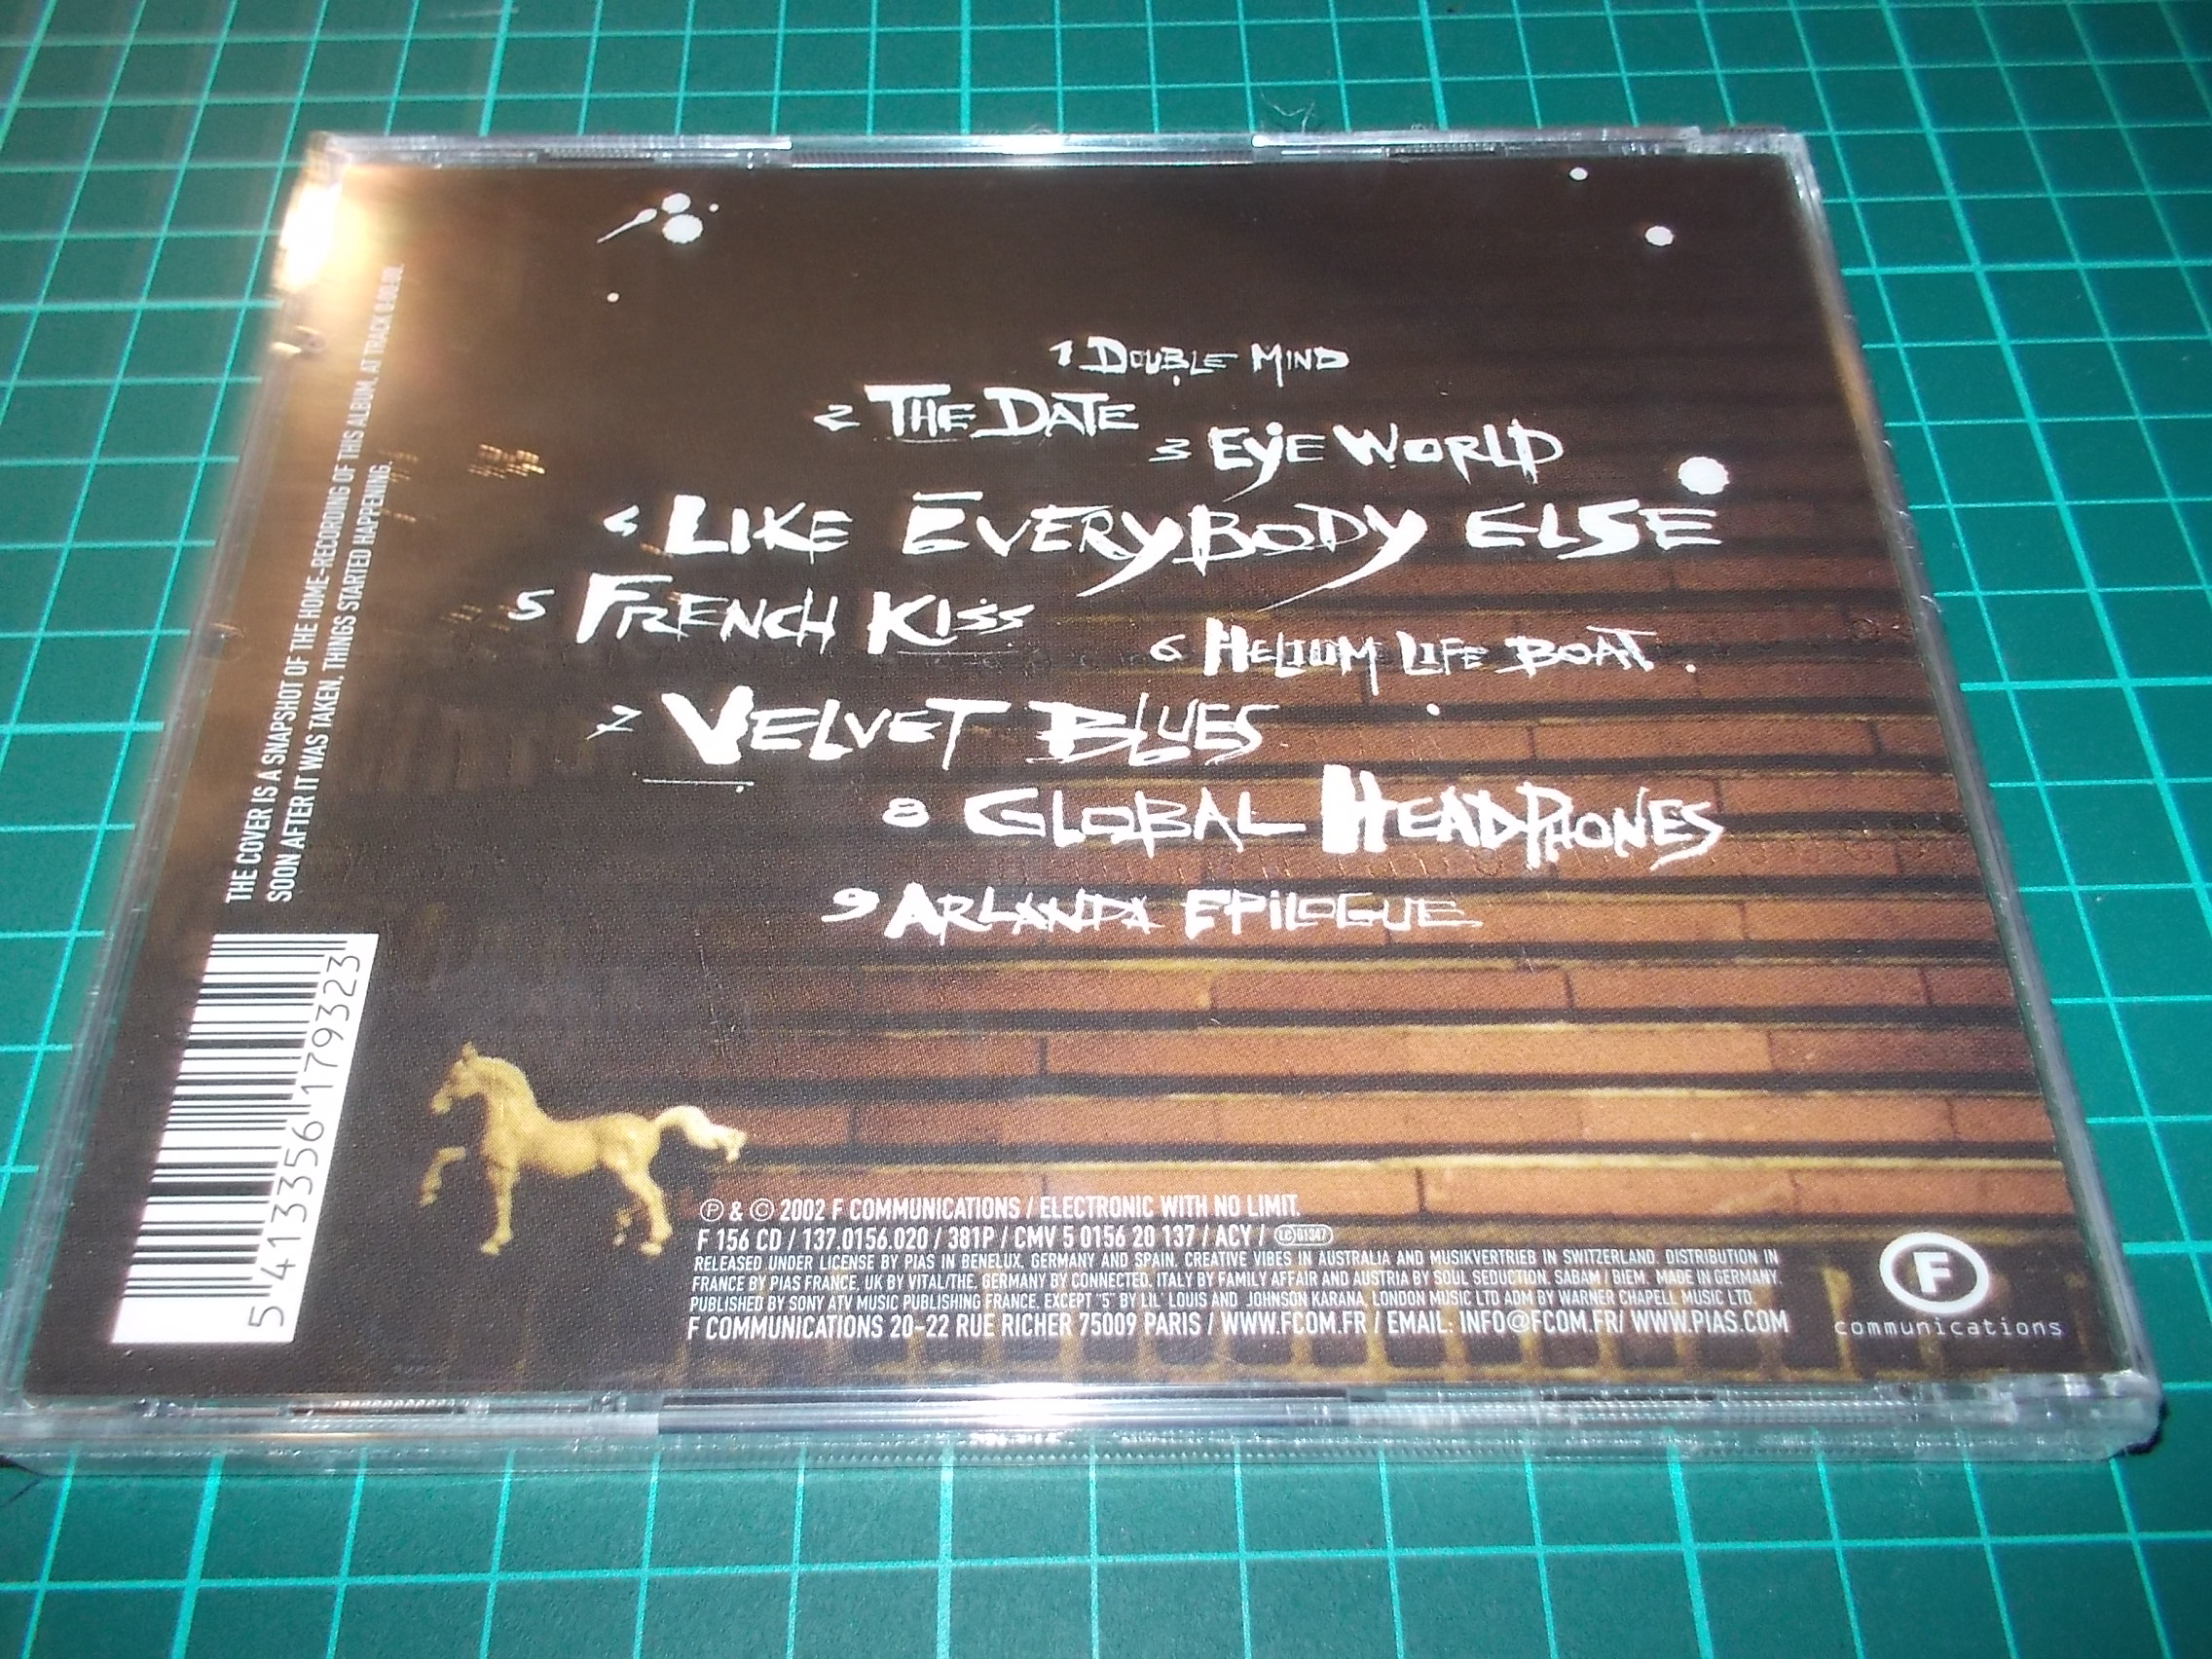 1 DOUBLE MIND
2 THE DATE
3 EYE WORLD
4 LIKE EVERYBODY ELSE
5 FRENCH KISS
6 HELIUM LIFE BOAT
7 VELVET BLUES
8 GLOBAL HEADPHONES
9 ARLANDA EPILOGUE
THE COVER IS A SNAPSHOT OF THE HOME-RECORDING OF THIS ALBUM, AT TRACK
SOON AFTER IT WAS TAKEN, THINGS STARTED HAPPENING.
5 413356 179323
℗ & © 2002 F COMMUNICATIONS / ELECTRONIC WITH NO LIMIT.
F 156 CD / 137.0156.020 / 381P / CMV 5 0156 20 137 / ACY / LC 01347
RELEASED UNDER LICENSE BY PIAS IN BENELUX, GERMANY AND SPAIN, CREATIVE VIBES IN AUSTRALIA AND MUSIKVERTRIEB IN SWITZERLAND. DISTRIBUTION IN
FRANCE BY PIAS FRANCE, UK BY VITAL/THE, GERMANY BY CONNECTED, ITALY BY FAMILY AFFAIR AND AUSTRIA BY SOUL SEDUCTION. SABAM / BIEM. MADE IN GERMANY.
PUBLISHED BY SONY ATV MUSIC PUBLISHING FRANCE. EXCEPT "5" BY LIL' LOUIS AND JOHNSON KARANA, LONDON MUSIC LTD ADM BY WARNER CHAPELL MUSIC LTD.
F COMMUNICATIONS 20-22 RUE RICHER 75009 PARIS / WWW.FCOM.FR / EMAIL: INFO@FCOM.FR/ WWW.PIAS.COM
F
communications